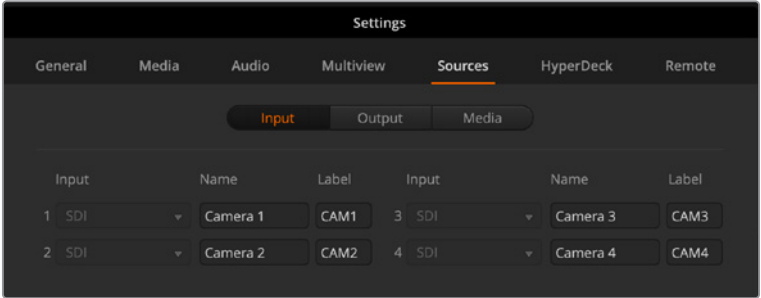 Settings
General Media Audio Multiview Sources HyperDeck Remote
Input Output Media
Input Name Label Input Name Label
1 SDI Camera 1 CAM1 3 SDI Camera 3 CAM3
2 SDI Camera 2 CAM2 4 SDI Camera 4 CAM4